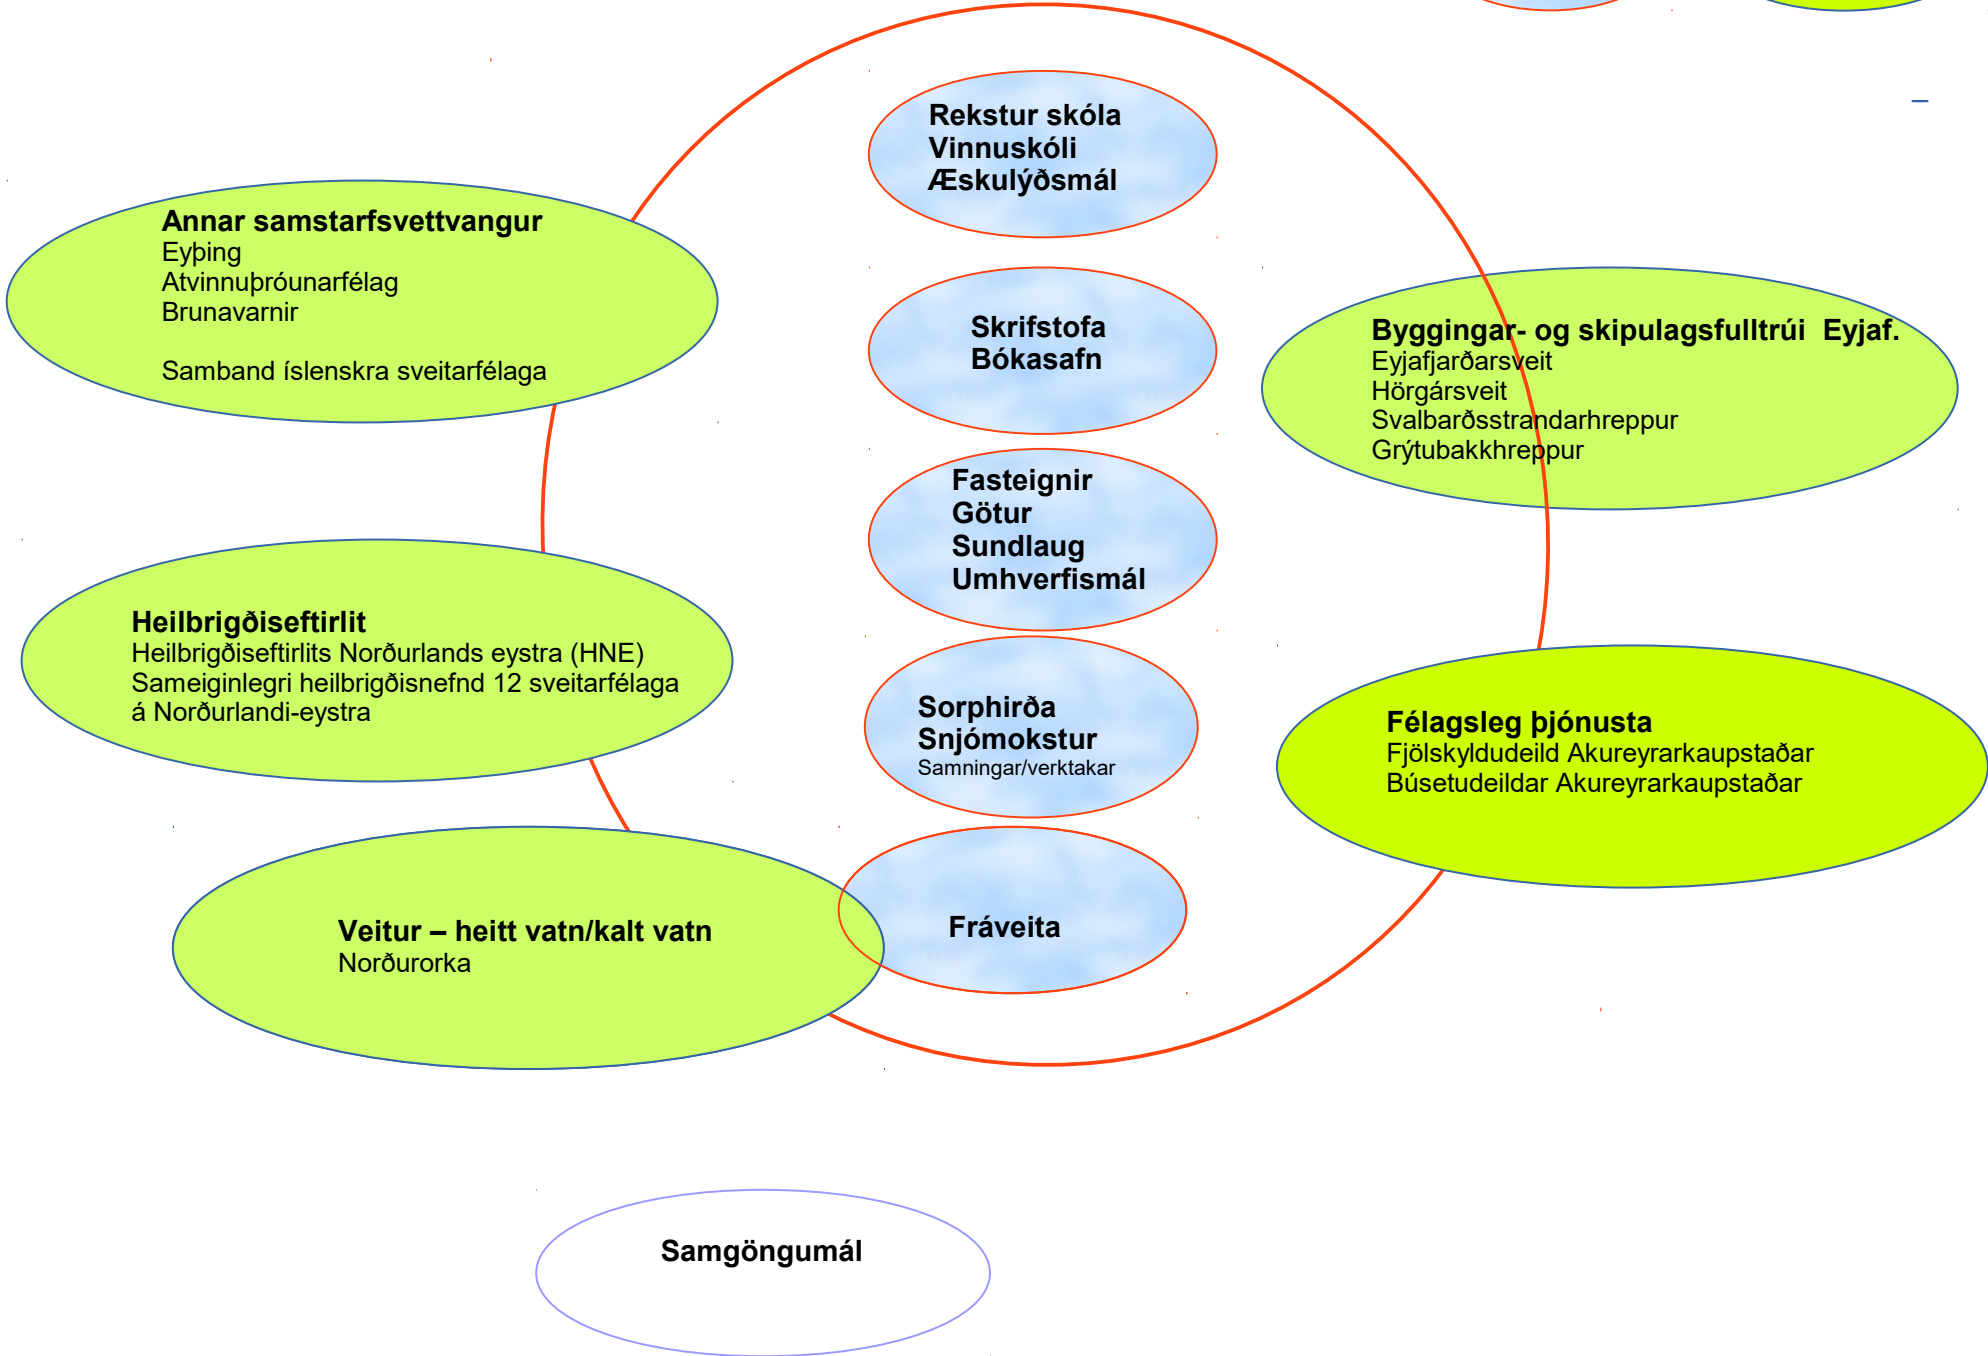 Rekstur skóla
Vinnuskóli
Æskulýðsmál
Annar samstarfsvettvangur
Eyþing
Atvinnuþróunarfélag
Brunavarnir
Samband íslenskra sveitarfélaga
Skrifstofa
Bókasafn
Byggingar- og skipulagsfulltrúi  Eyjaf.
Eyjafjarðarsveit
Hörgársveit
Svalbarðsstrandarhreppur
Grýtubakkhreppur
Fasteignir
Götur
Sundlaug
Umhverfismál
Heilbrigðiseftirlit
Heilbrigðiseftirlits Norðurlands eystra (HNE)
Sameiginlegri heilbrigðisnefnd 12 sveitarfélaga
á Norðurlandi-eystra
Sorphirða
Snjómokstur
Samningar/verktakar
Félagsleg þjónusta
Fjölskyldudeild Akureyrarkaupstaðar
Búsetudeildar Akureyrarkaupstaðar
Veitur – heitt vatn/kalt vatn
Norðurorka
Fráveita
Samgöngumál